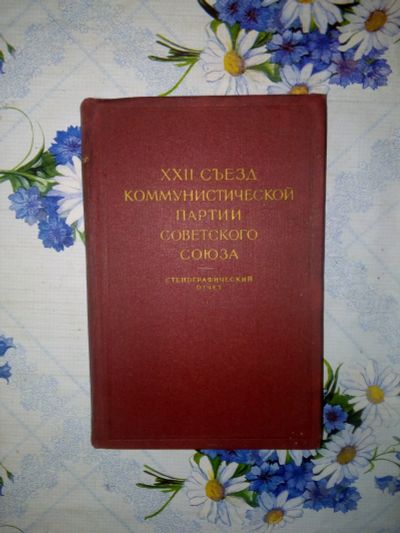 XXII СЪЕЗД
КОММУНИСТИЧЕСКОЙ
ПАРТИИ
СОВЕТСКОГО
СОЮЗА
СТЕНОГРАФИЧЕСКИЙ
ОТЧЕТ